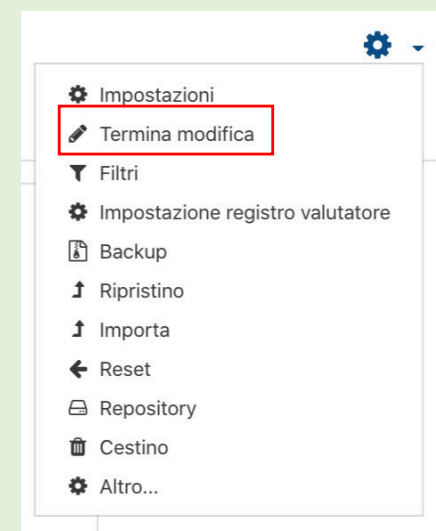 Impostazioni
Termina modifica
Filtri
Impostazione registro valutatore
Backup
Ripristino
Importa
Reset
Repository
Cestino
Altro...